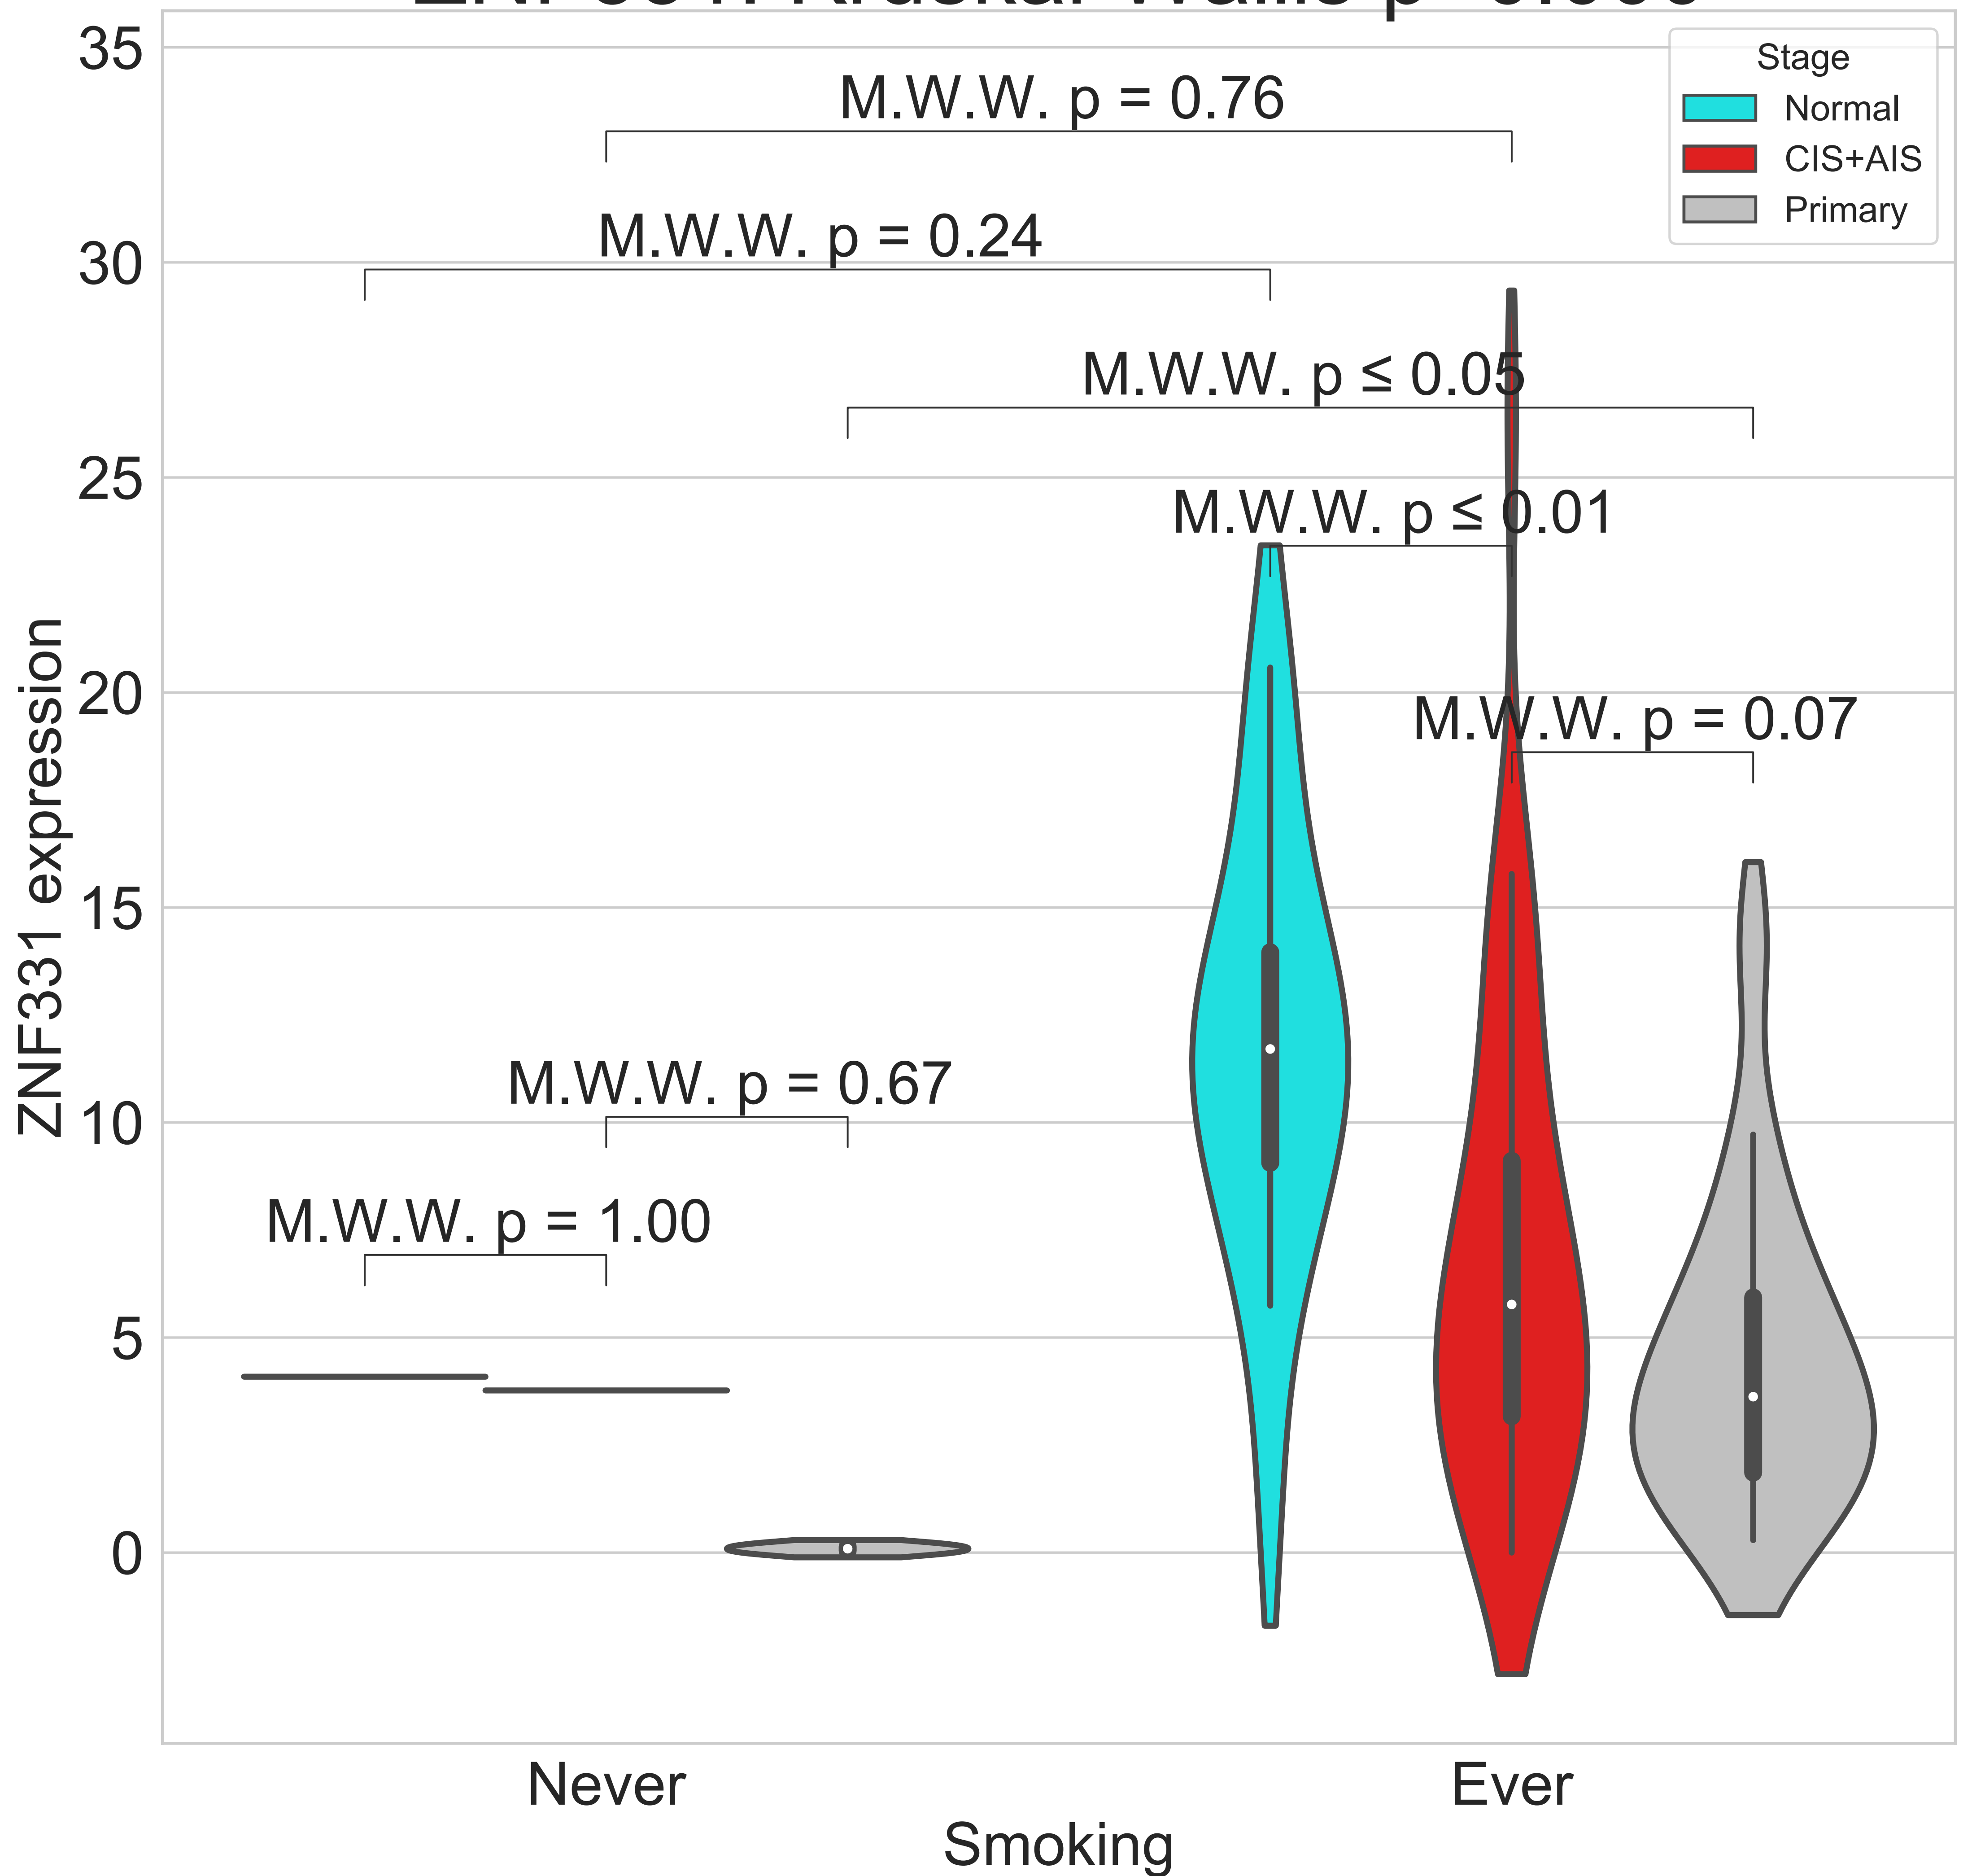 35
30
25
20
15
10
5
0
ZNF331 expression
M.W.W. p = 0.76
M.W.W. p = 0.24
M.W.W. p ≤ 0.05
M.W.W. p ≤ 0.01
M.W.W. p = 0.07
M.W.W. p = 0.67
M.W.W. p = 1.00
Stage
Normal
CIS+AIS
Primary
Never
Ever
Smoking